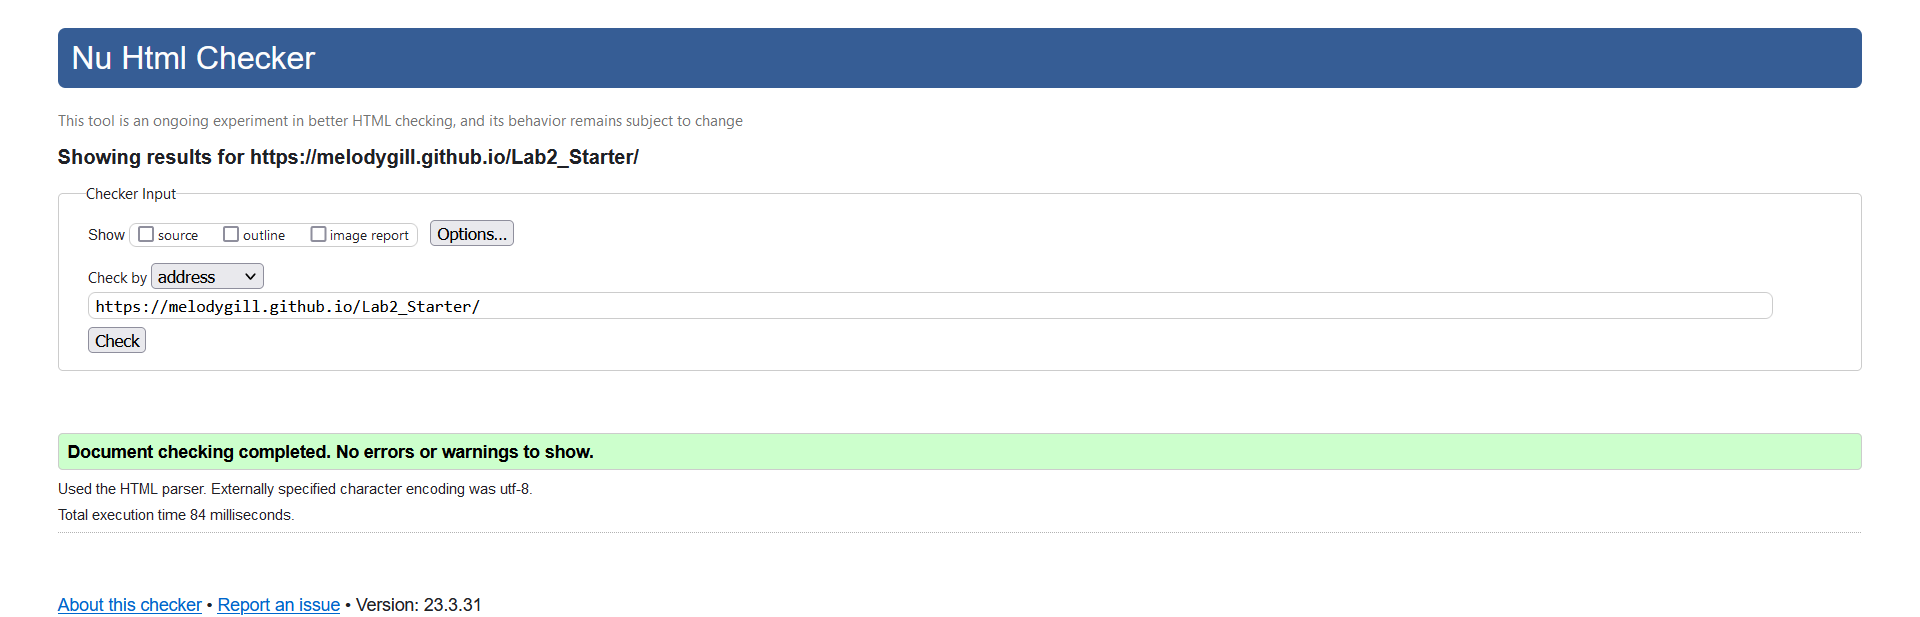 Nu Html Checker
This tool is an ongoing experiment in better HTML checking, and its behavior remains subject to change
Showing results for https://melodygill.github.io/Lab2_Starter/
Checker Input
Show source outline image report Options...
Check by address
https://melodygill.github.io/Lab2_Starter/
Check
Document checking completed. No errors or warnings to show.
Used the HTML parser. Externally specified character encoding was utf-8.
Total execution time 84 milliseconds.
About this checker • Report an issue • Version: 23.3.31